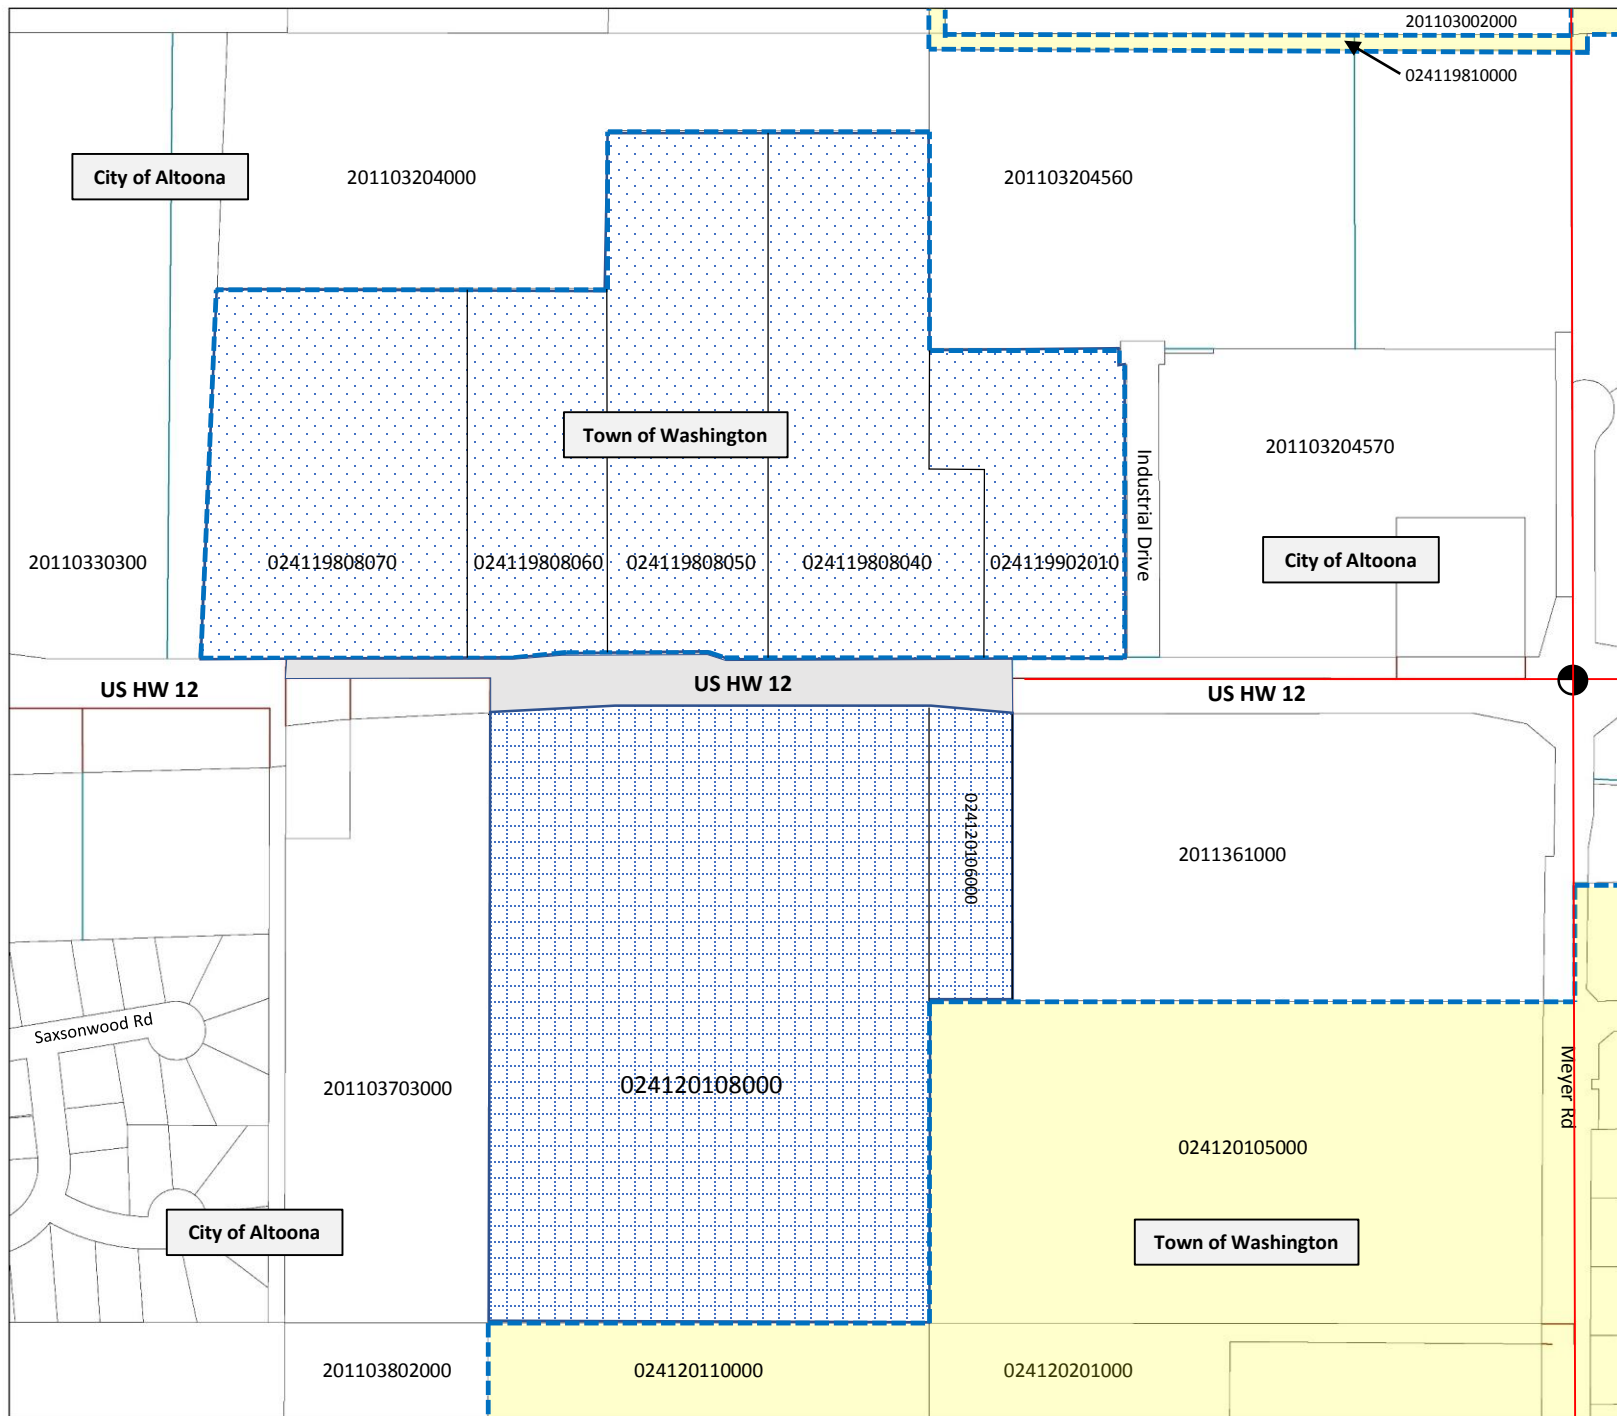 201103002000
024119810000
City of Altoona
201103204000
201103204560
Town of Washington
201103204570
Industrial Drive
20110330300
024119808070
024119808060
024119808050
024119808040
024119902010
City of Altoona
US HW 12
US HW 12
US HW 12
024120106000
2011361000
Saxsonwood Rd
201103703000
024120108000
Meyer Rd
024120105000
City of Altoona
Town of Washington
201103802000
024120110000
024120201000